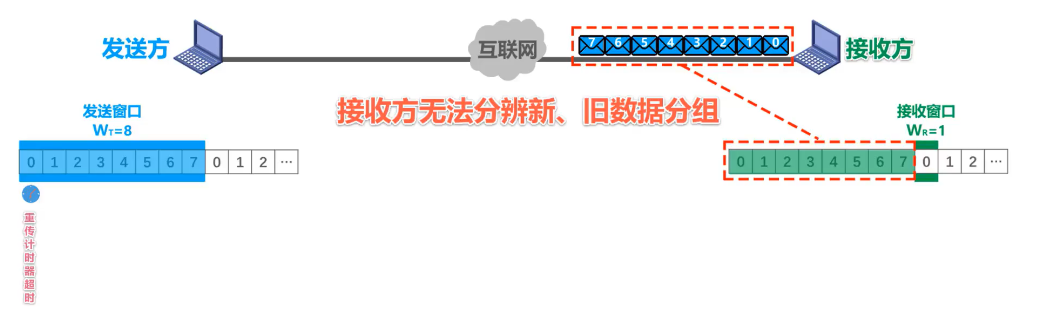 发送方
互联网
7 6 5 4 3 2 1 0
接收方
接收方无法分辨新、旧数据分组
发送窗口
WT=8
接收窗口
WR=1
0 1 2 3 4 5 6 7 0 1 2 ...
0 1 2 3 4 5 6 7 0 1 2 ...
重传计时器超时